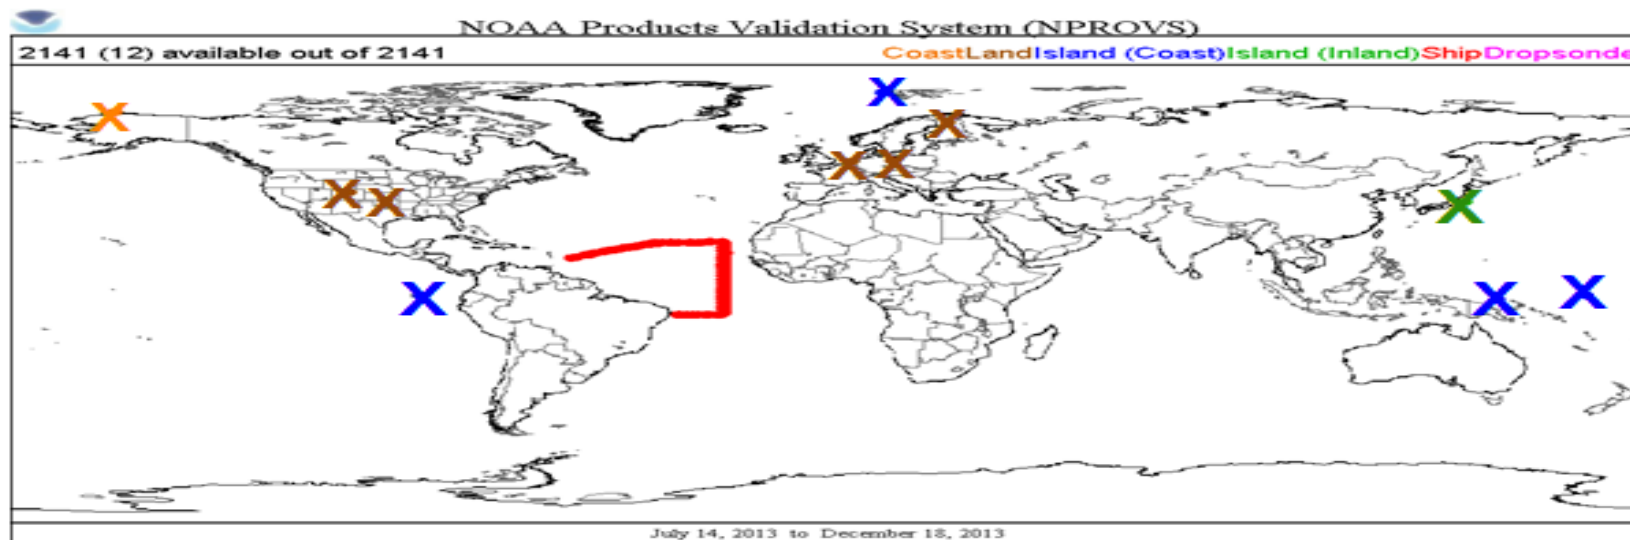 NOAA Products Validation System (NPROVS)
2141 (12) available out of 2141 CoastLandIsland (Coast)Island (Inland)ShipDropsonde
July 14, 2013 to December 18, 2013